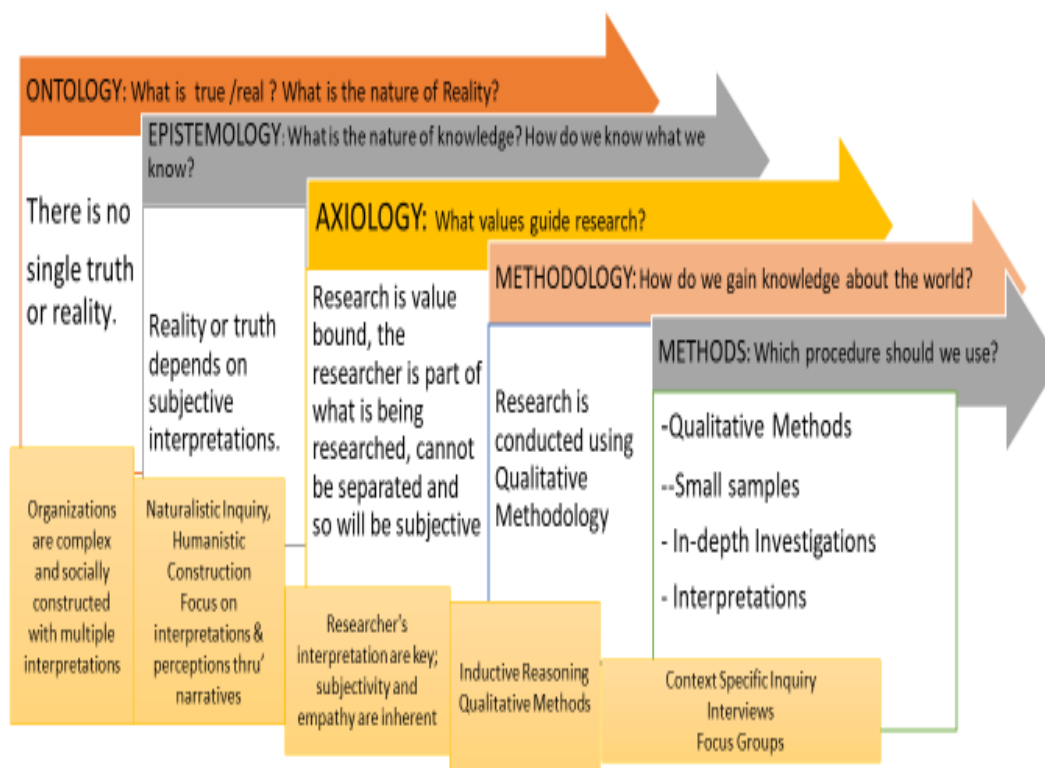 ONTOLOGY: What is true /real ? What is the nature of Reality?
There is no
single truth
or reality.
Organizations
are complex
and socially
constructed
with multiple
interpretations
EPISTEMOLOGY: What is the nature of knowledge? How do we know what we
know?
Reality or truth
depends on
subjective
interpretations.
Naturalistic Inquiry,
Humanistic
Construction
Focus on
interpretations &
perceptions thru'
narratives
AXIOLOGY: What values guide research?
Research is value
bound, the
researcher is part of
what is being
researched, cannot
be separated and
so will be subjective
Researcher's
interpretation are key;
subjectivity and
empathy are inherent
METHODOLOGY: How do we gain knowledge about the world?
Research is
conducted using
Qualitative
Methodology
Inductive Reasoning
Qualitative Methods
METHODS: Which procedure should we use?
-Qualitative Methods
--Small samples
- In-depth Investigations
- Interpretations
Context Specific Inquiry
Interviews
Focus Groups